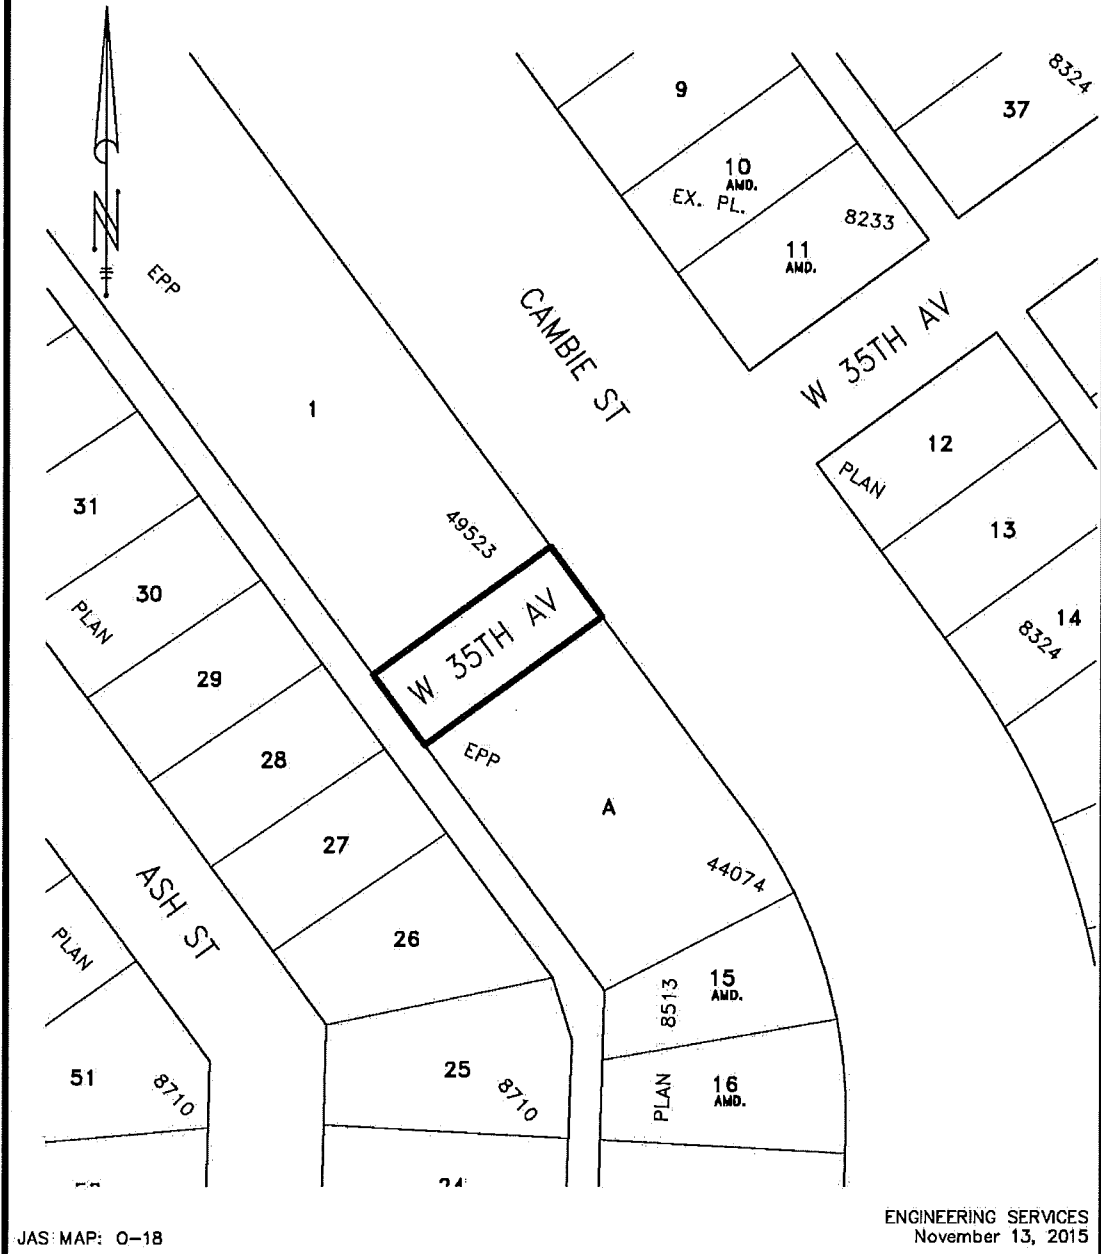 N
9
8324
37
10
AMD.
EX. PL.
8233
11
AMD.
EPP
CAMBIE ST
W 35TH AV
1
12
PLAN
31
49523
13
30
PLAN
W 35TH AV
14
8324
29
28
EPP
A
27
44074
ASH ST
26
PLAN
15
AMD.
8513
25
51
8710
8710
16
AMD.
PLAN
ENGINEERING SERVICES
JAS MAP: O-18
November 13, 2015